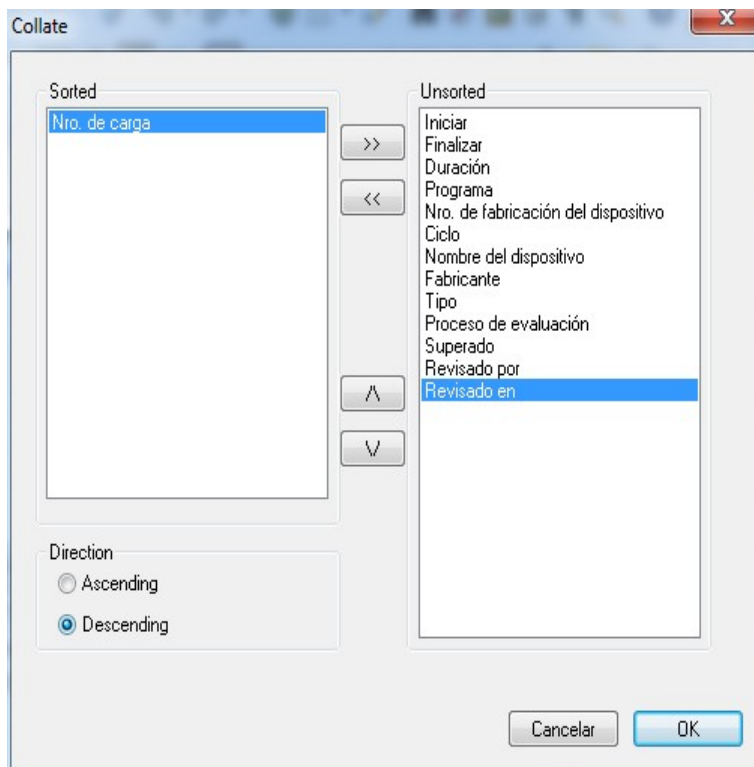 Collate
X
Sorted
Nro. de carga
>>
<<
/\
\/
Unsorted
Iniciar
Finalizar
Duración
Programa
Nro. de fabricación del dispositivo
Ciclo
Nombre del dispositivo
Fabricante
Tipo
Proceso de evaluación
Superado
Revisado por
Revisado en
Direction
Ascending
Descending
Cancelar
OK